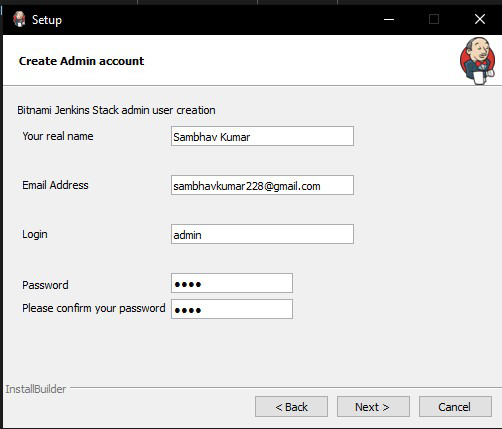 Setup
Create Admin account
Bitnami Jenkins Stack admin user creation
Your real name Sambhav Kumar
Email Address sambhavkumar228@gmail.com
Login admin
Password ●●●●
Please confirm your password ●●●●
InstallBuilder
< Back Next > Cancel